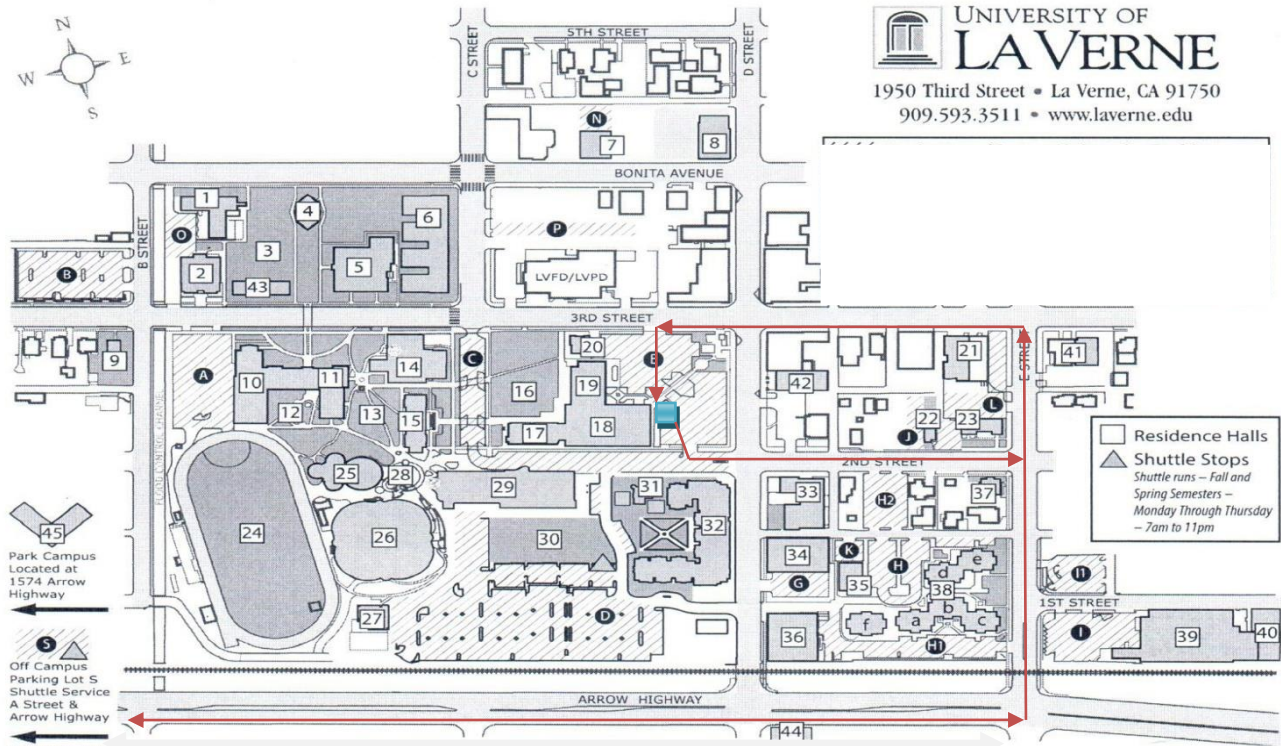 N
W
E
S
UNIVERSITY OF
LA VERNE
1950 Third Street • La Verne, CA 91750
909.593.3511 • www.laverne.edu
5TH STREET
C STREET
D STREET
N
7
8
BONITA AVENUE
B STREET
1
4
6
O
P
3
B
2
5
43
LVFD/LVPD
3RD STREET
E STREET
9
A
C
20
E
21
41
14
10
11
19
42
16
12
13
15
L
17
18
22
23
J
FLOOD CONTROL CHANNEL
2ND STREET
Residence Halls
Shuttle Stops
Shuttle runs – Fall and
Spring Semesters –
Monday Through Thursday
– 7am to 11pm
25
28
29
31
33
37
H2
24
26
30
32
45
Park Campus
Located at
1574 Arrow
Highway
34
K
e
d
G
35
H
38
I1
1ST STREET
27
D
36
f
a
b
c
I
39
40
H1
S
Off Campus
Parking Lot S
Shuttle Service
A Street &
Arrow Highway
ARROW HIGHWAY
44